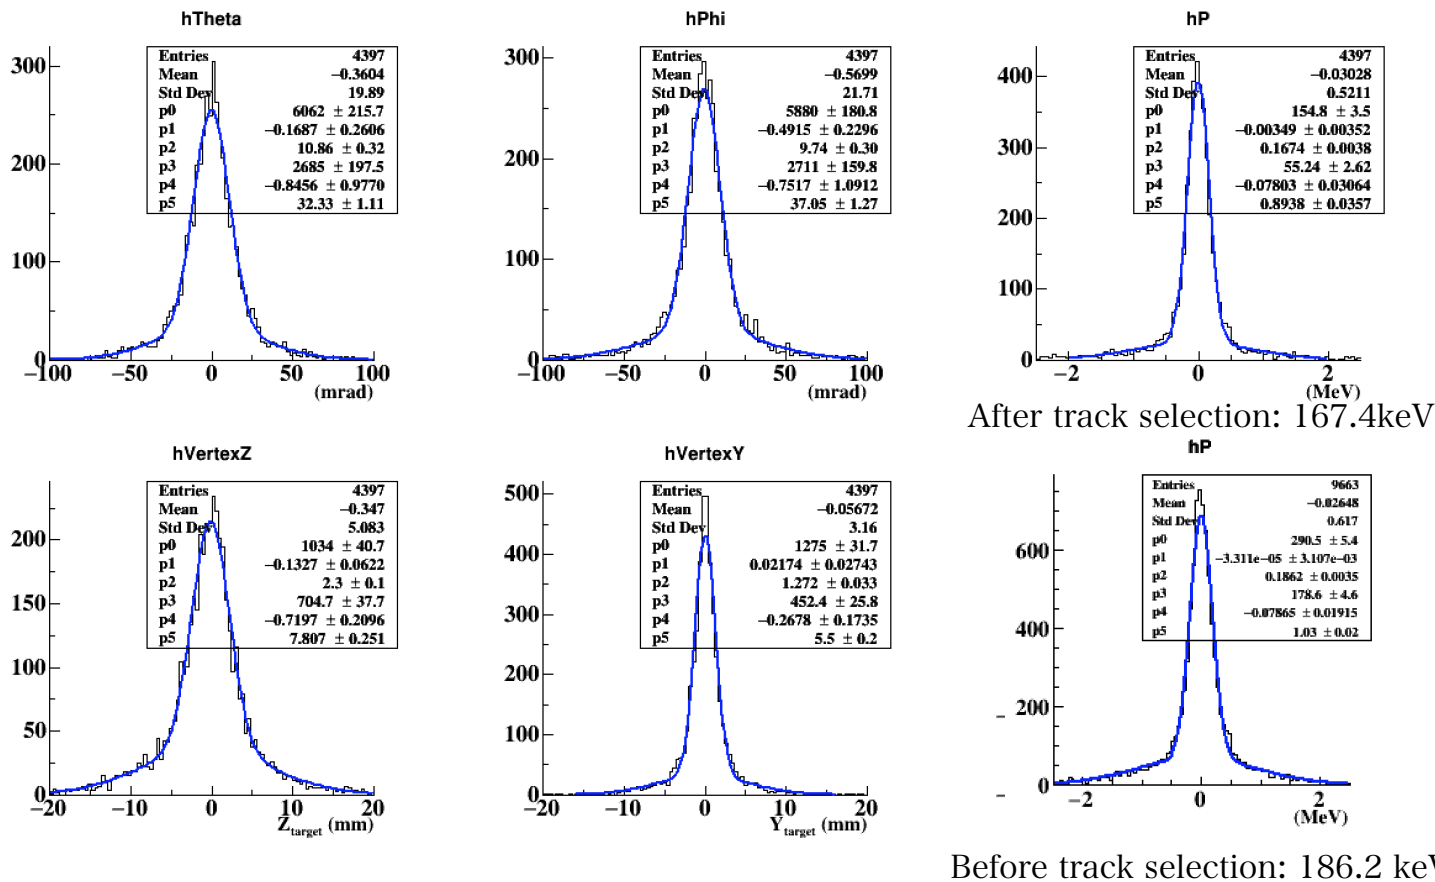 hTheta
Entries 4397
Mean −0.3604
Std Dev 19.89
p0 6062 ± 215.7
p1 −0.1687 ± 0.2606
p2 10.86 ± 0.32
p3 2685 ± 197.5
p4 −0.8456 ± 0.9770
p5 32.33 ± 1.11
300
200
100
0
−100 −50 0 50 100
(mrad)
hPhi
Entries 4397
Mean −0.5699
Std Dev 21.71
p0 5880 ± 180.8
p1 −0.4915 ± 0.2296
p2 9.74 ± 0.30
p3 2711 ± 159.8
p4 −0.7517 ± 1.0912
p5 37.05 ± 1.27
300
200
100
0
−100 −50 0 50 100
(mrad)
hP
Entries 4397
Mean −0.03028
Std Dev 0.5211
p0 154.8 ± 3.5
p1 −0.00349 ± 0.00352
p2 0.1674 ± 0.0038
p3 55.24 ± 2.62
p4 −0.07803 ± 0.03064
p5 0.8938 ± 0.0357
400
300
200
100
0
−2 0 2
(MeV)
After track selection: 167.4keV
hVertexZ
Entries 4397
Mean −0.347
Std Dev 5.083
p0 1034 ± 40.7
p1 −0.1327 ± 0.0622
p2 2.3 ± 0.1
p3 704.7 ± 37.7
p4 −0.7197 ± 0.2096
p5 7.807 ± 0.251
200
150
100
50
0
−20 −10 0 10 20
Ztarget (mm)
hVertexY
Entries 4397
Mean −0.05672
Std Dev 3.16
p0 1275 ± 31.7
p1 0.02174 ± 0.02743
p2 1.272 ± 0.033
p3 452.4 ± 25.8
p4 −0.2678 ± 0.1735
p5 5.5 ± 0.2
500
400
300
200
100
0
−20 −10 0 10 20
Ytarget (mm)
hP
Entries 9663
Mean −0.02648
Std Dev 0.617
p0 290.5 ± 5.4
p1 −3.311e−05 ± 3.107e−03
p2 0.1862 ± 0.0035
p3 178.6 ± 4.6
p4 −0.07865 ± 0.01915
p5 1.03 ± 0.02
600
400
200
0
−2 0 2
(MeV)
Before track selection: 186.2 keV